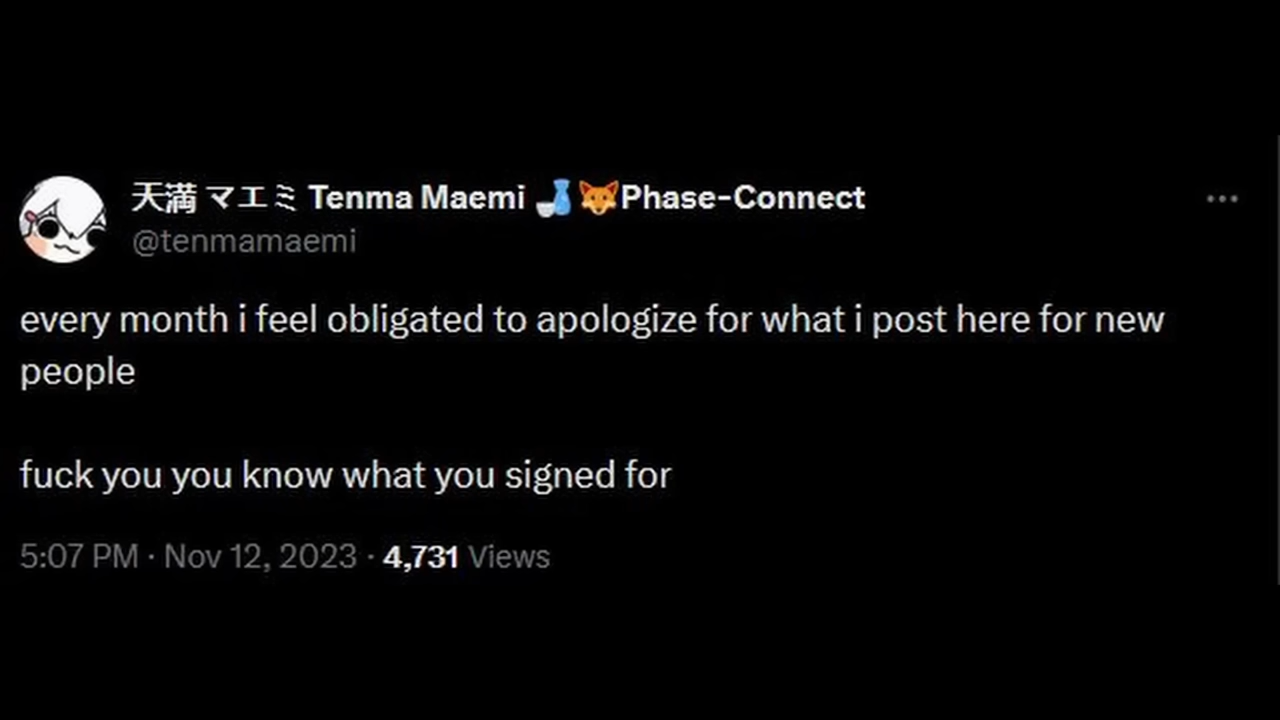 天満 マエミ Tenma Maemi 🍶🦊Phase-Connect
@tenmamaemi
every month i feel obligated to apologize for what i post here for new
people
fuck you you know what you signed for
5:07 PM · Nov 12, 2023 · 4,731 Views